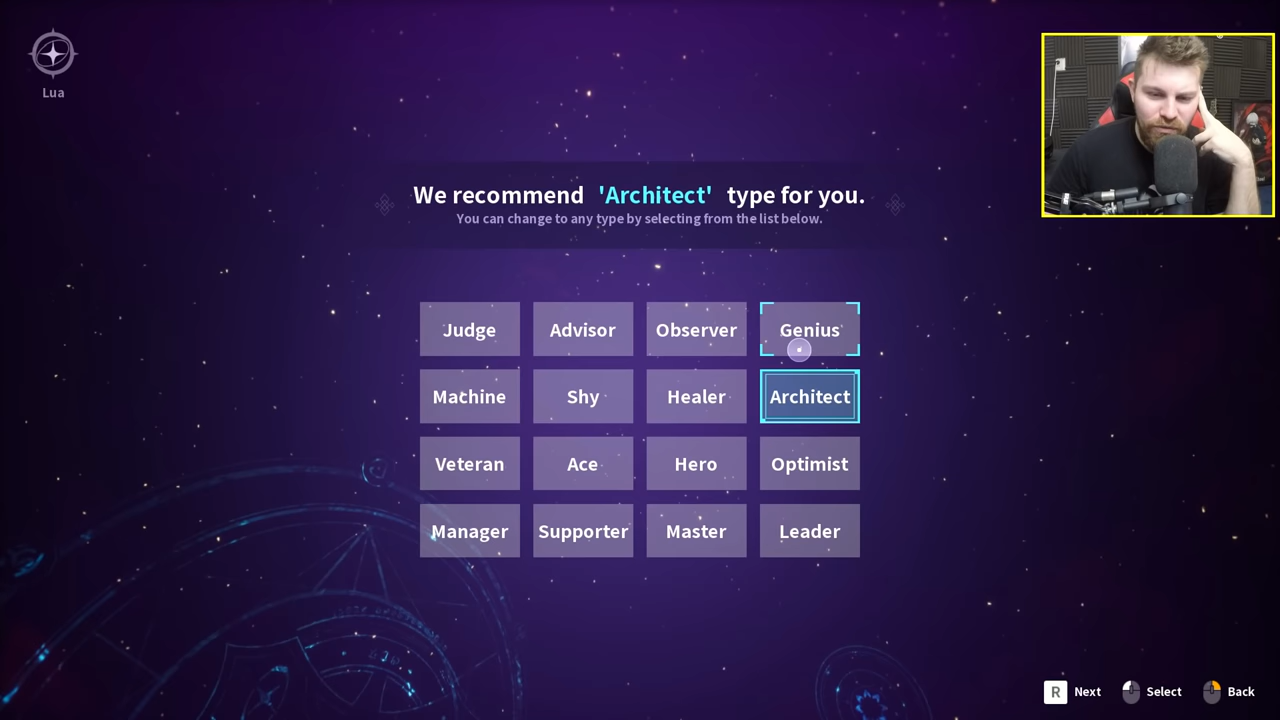 Lua
We recommend 'Architect' type for you.
You can change to any type by selecting from the list below.
Judge Advisor Observer Genius
Machine Shy Healer Architect
Veteran Ace Hero Optimist
Manager Supporter Master Leader
R Next Select Back